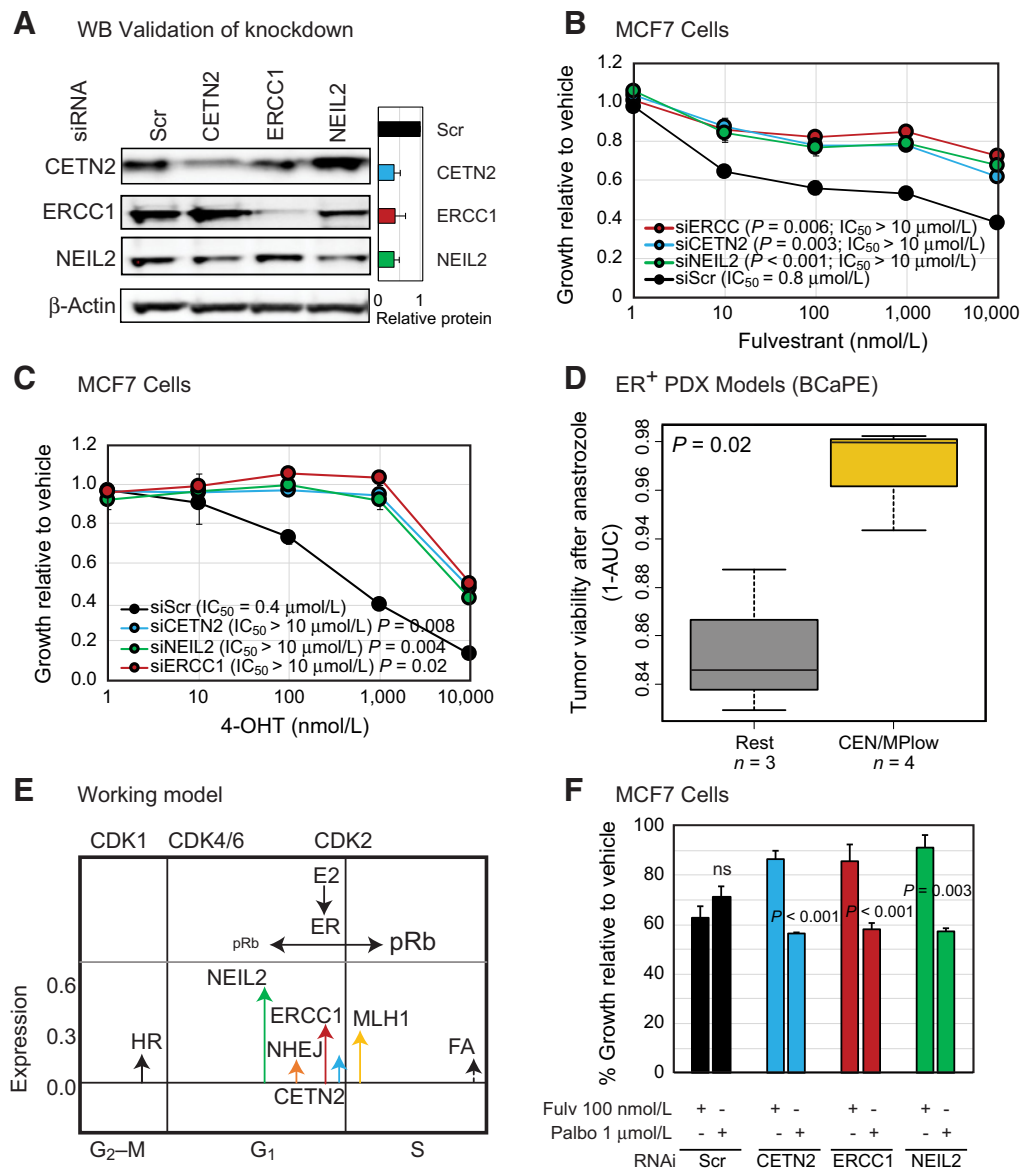 A WB Validation of knockdown
siRNA
Scr CETN2 ERCC1 NEIL2
CETN2
ERCC1
NEIL2
β-Actin
Scr
CETN2
ERCC1
NEIL2
0 1
Relative protein
B MCF7 Cells
Growth relative to vehicle
1.2
1.0
0.8
0.6
0.4
0.2
0
siERCC (P = 0.006; IC50 > 10 μmol/L)
siCETN2 (P = 0.003; IC50 > 10 μmol/L)
siNEIL2 (P < 0.001; IC50 > 10 μmol/L)
siScr (IC50 = 0.8 μmol/L)
1 10 100 1,000 10,000
Fulvestrant (nmol/L)
C MCF7 Cells
Growth relative to vehicle
1.2
1.0
0.8
0.6
0.4
0.2
0.0
siScr (IC50 = 0.4 μmol/L)
siCETN2 (IC50 > 10 μmol/L) P = 0.008
siNEIL2 (IC50 > 10 μmol/L) P = 0.004
siERCC1 (IC50 > 10 μmol/L) P = 0.02
1 10 100 1,000 10,000
4-OHT (nmol/L)
D ER+ PDX Models (BCaPE)
Tumor viability after anastrozole
(1-AUC)
P = 0.02
0.98
0.96
0.94
0.88
0.86
0.84
Rest CEN/MPlow
n = 3 n = 4
E Working model
CDK1 CDK4/6 CDK2
E2
ER
pRb pRb
Expression
0.6
0.3
0.0
NEIL2
HR
ERCC1
NHEJ
CETN2
MLH1
FA
G2–M G1 S
F MCF7 Cells
% Growth relative to vehicle
100
80
60
40
20
0
ns
P < 0.001
P < 0.001
P = 0.003
Fulv 100 nmol/L + - + - + - + -
Palbo 1 μmol/L - + - + - + - +
RNAi Scr CETN2 ERCC1 NEIL2